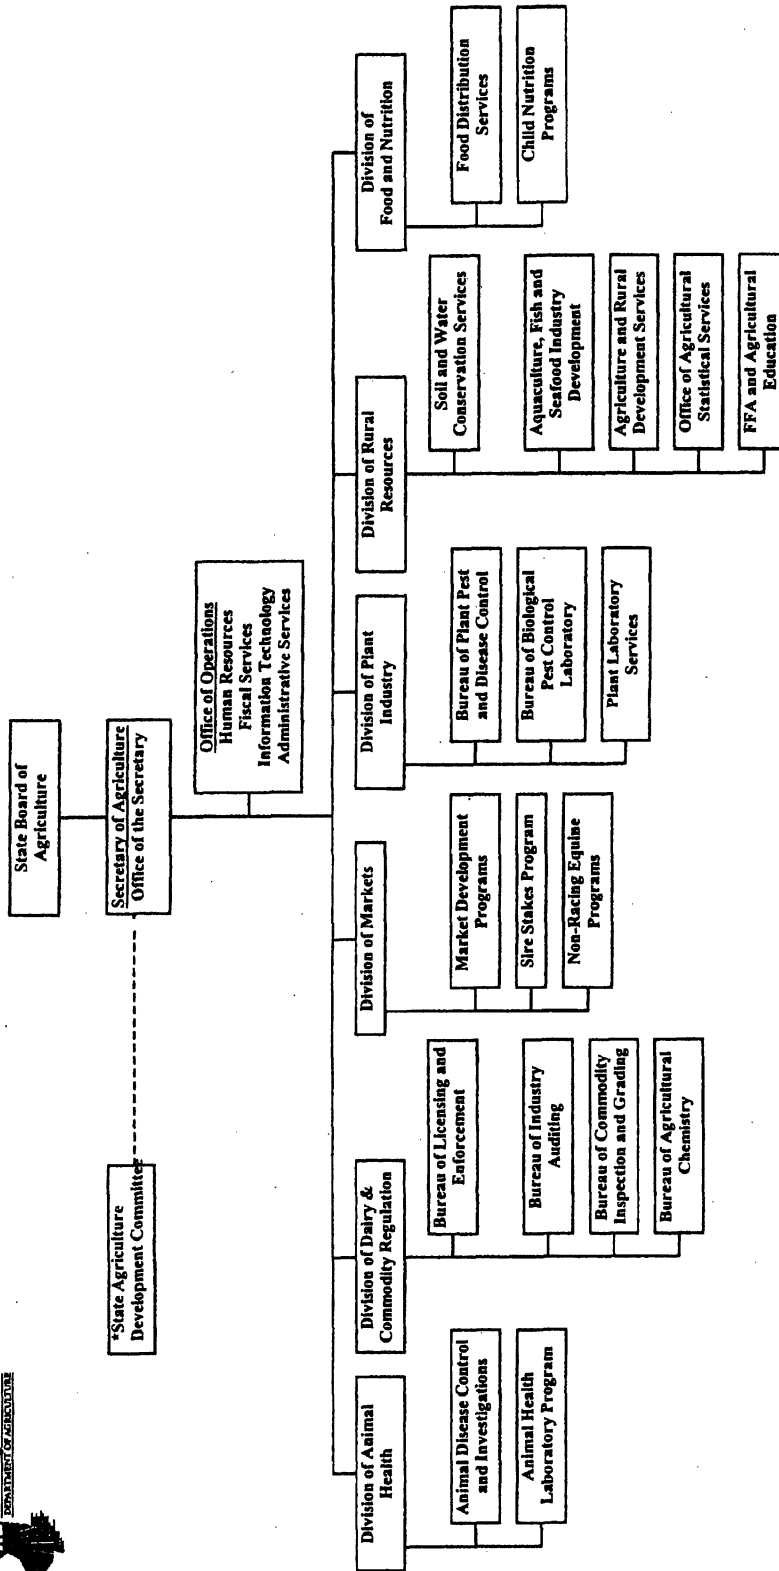 DEPARTMENT OF AGRICULTURE
State Board of
Agriculture
*State Agriculture
Development Committee
Secretary of Agriculture
Office of the Secretary
Office of Operations
Human Resources
Fiscal Services
Information Technology
Administrative Services
Division of Animal
Health
Animal Disease Control
and Investigations
Animal Health
Laboratory Program
Division of Dairy &
Commodity Regulation
Bureau of Licensing and
Enforcement
Bureau of Industry
Auditing
Bureau of Commodity
Inspection and Grading
Bureau of Agricultural
Chemistry
Division of Markets
Market Development
Programs
Sire Stakes Program
Non-Racing Equine
Programs
Division of Plant
Industry
Bureau of Plant Pest
and Disease Control
Bureau of Biological
Pest Control
Laboratory
Plant Laboratory
Services
Division of Rural
Resources
Soil and Water
Conservation Services
Aquaculture, Fish and
Seafood Industry
Development
Agriculture and Rural
Development Services
Office of Agricultural
Statistical Services
FFA and Agricultural
Education
Division of
Food and Nutrition
Food Distribution
Services
Child Nutrition
Programs